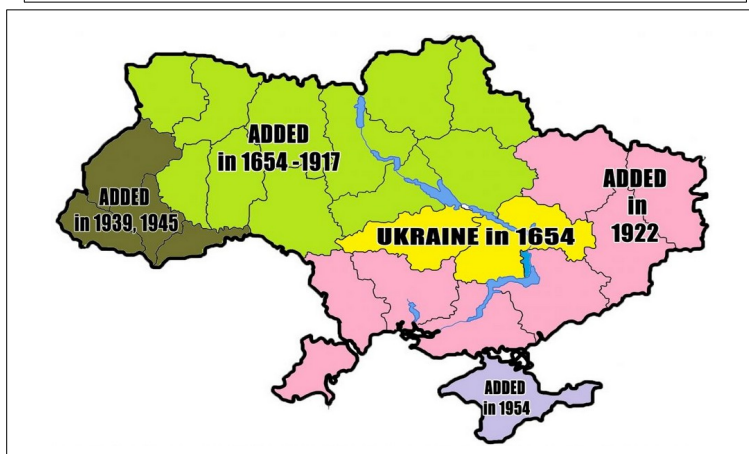 ADDED
in 1654-1917
ADDED
in 1939, 1945
UKRAINE in 1654
ADDED
in
1922
ADDED
in 1954